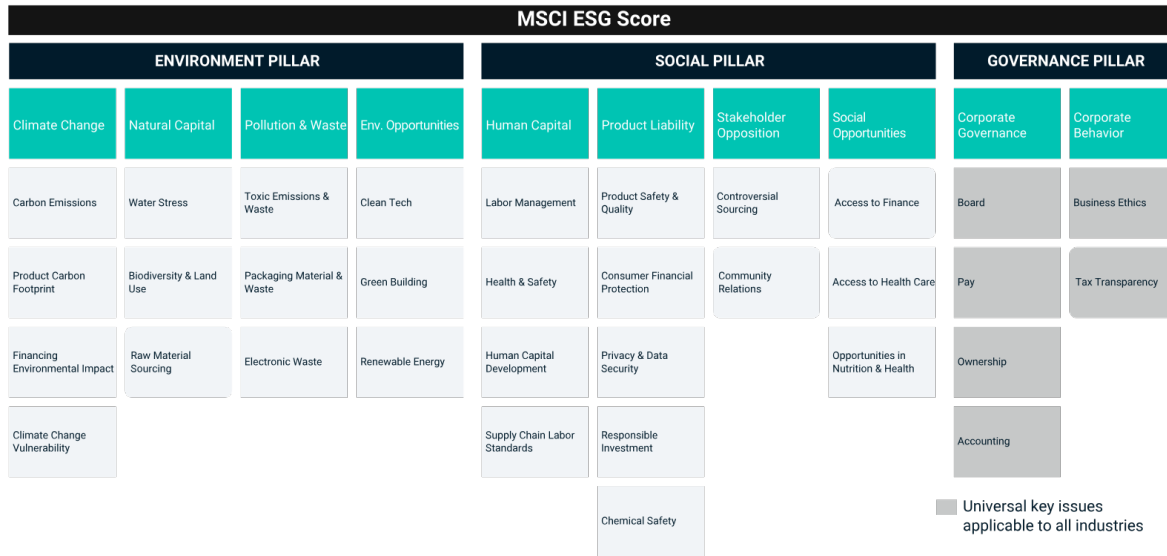 MSCI ESG Score
ENVIRONMENT PILLAR
SOCIAL PILLAR
GOVERNANCE PILLAR
Climate Change
Natural Capital
Pollution & Waste
Env. Opportunities
Human Capital
Product Liability
Stakeholder
Opposition
Social
Opportunities
Corporate
Governance
Corporate
Behavior
Carbon Emissions
Water Stress
Toxic Emissions &
Waste
Clean Tech
Labor Management
Product Safety &
Quality
Controversial
Sourcing
Access to Finance
Board
Business Ethics
Product Carbon
Footprint
Biodiversity & Land
Use
Packaging Material &
Waste
Green Building
Health & Safety
Consumer Financial
Protection
Community
Relations
Access to Health Care
Pay
Tax Transparency
Financing
Environmental Impact
Raw Material
Sourcing
Electronic Waste
Renewable Energy
Human Capital
Development
Privacy & Data
Security
Opportunities in
Nutrition & Health
Ownership
Climate Change
Vulnerability
Supply Chain Labor
Standards
Responsible
Investment
Accounting
Chemical Safety
Universal key issues
applicable to all industries